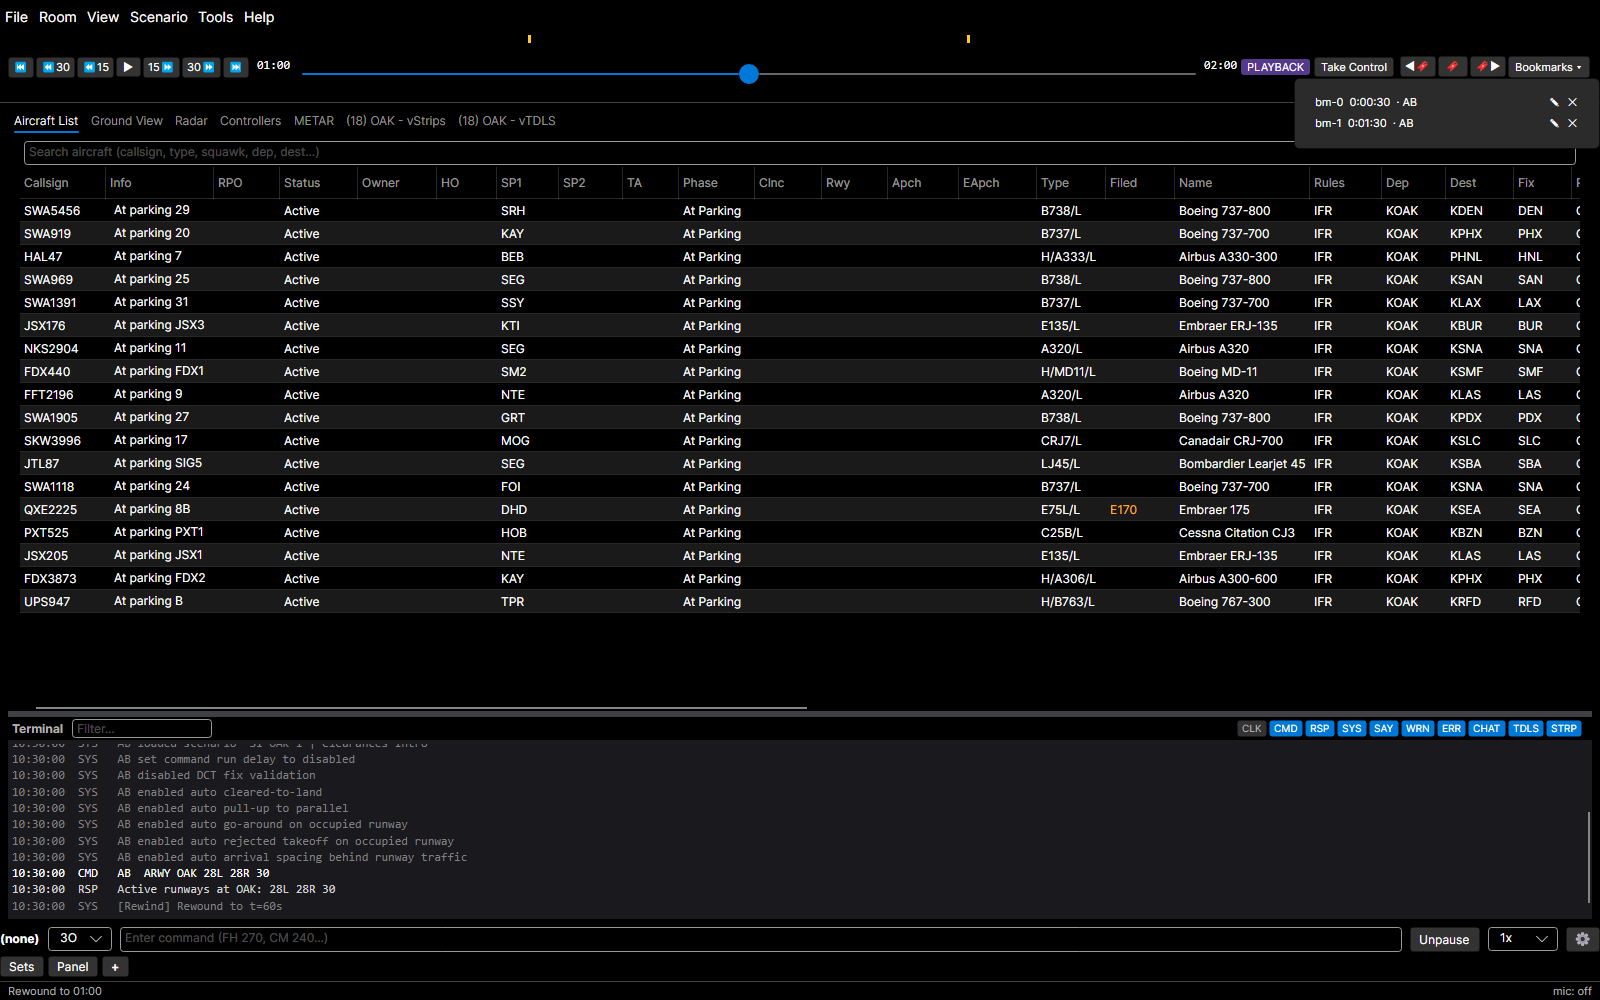 File Room View Scenario Tools Help
30 15 15 30 01:00 02:00 PLAYBACK Take Control Bookmarks
bm-0 0:00:30 · AB
bm-1 0:01:30 · AB
Aircraft List Ground View Radar Controllers METAR (18) OAK - vStrips (18) OAK - vTDLS
Search aircraft (callsign, type, squawk, dep, dest...)
Callsign Info RPO Status Owner HO SP1 SP2 TA Phase Clnc Rwy Apch EApch Type Filed Name Rules Dep Dest Fix
SWA5456 At parking 29 Active SRH At Parking B738/L Boeing 737-800 IFR KOAK KDEN DEN
SWA919 At parking 20 Active KAY At Parking B737/L Boeing 737-700 IFR KOAK KPHX PHX
HAL47 At parking 7 Active BEB At Parking H/A333/L Airbus A330-300 IFR KOAK PHNL HNL
SWA969 At parking 25 Active SEG At Parking B738/L Boeing 737-800 IFR KOAK KSAN SAN
SWA1391 At parking 31 Active SSY At Parking B737/L Boeing 737-700 IFR KOAK KLAX LAX
JSX176 At parking JSX3 Active KTI At Parking E135/L Embraer ERJ-135 IFR KOAK KBUR BUR
NKS2904 At parking 11 Active SEG At Parking A320/L Airbus A320 IFR KOAK KSNA SNA
FDX440 At parking FDX1 Active SM2 At Parking H/MD11/L Boeing MD-11 IFR KOAK KSMF SMF
FFT2196 At parking 9 Active NTE At Parking A320/L Airbus A320 IFR KOAK KLAS LAS
SWA1905 At parking 27 Active GRT At Parking B738/L Boeing 737-800 IFR KOAK KPDX PDX
SKW3996 At parking 17 Active MOG At Parking CRJ7/L Canadair CRJ-700 IFR KOAK KSLC SLC
JTL87 At parking SIG5 Active SEG At Parking LJ45/L Bombardier Learjet 45 IFR KOAK KSBA SBA
SWA1118 At parking 24 Active FOI At Parking B737/L Boeing 737-700 IFR KOAK KSNA SNA
QXE2225 At parking 8B Active DHD At Parking E75L/L E170 Embraer 175 IFR KOAK KSEA SEA
PXT525 At parking PXT1 Active HOB At Parking C25B/L Cessna Citation CJ3 IFR KOAK KBZN BZN
JSX205 At parking JSX1 Active NTE At Parking E135/L Embraer ERJ-135 IFR KOAK KLAS LAS
FDX3873 At parking FDX2 Active KAY At Parking H/A306/L Airbus A300-600 IFR KOAK KPHX PHX
UPS947 At parking B Active TPR At Parking H/B763/L Boeing 767-300 IFR KOAK KRFD RFD
Terminal Filter... CLK CMD RSP SYS SAY WRN ERR CHAT TDLS STRP
10:30:00 SYS AB set command run delay to disabled
10:30:00 SYS AB disabled DCT fix validation
10:30:00 SYS AB enabled auto cleared-to-land
10:30:00 SYS AB enabled auto pull-up to parallel
10:30:00 SYS AB enabled auto go-around on occupied runway
10:30:00 SYS AB enabled auto rejected takeoff on occupied runway
10:30:00 SYS AB enabled auto arrival spacing behind runway traffic
10:30:00 CMD AB ARWY OAK 28L 28R 30
10:30:00 RSP Active runways at OAK: 28L 28R 30
10:30:00 SYS [Rewind] Rewound to t=60s
(none) 3O Enter command (FH 270, CM 240...) Unpause 1x
Sets Panel +
Rewound to 01:00 mic: off